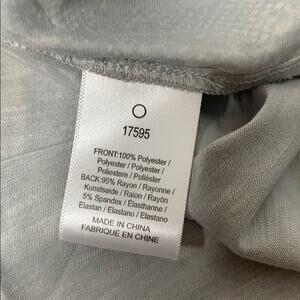 17595
FRONT:100% Polyester /
Polyester / Polyester /
Poliestere / Poliéster
BACK:95% Rayon / Rayonne /
Kunstseide / Raion / Rayón
5% Spandex / Élasthanne /
Elastan / Elastano / Elastano
MADE IN CHINA
FABRIQUÉ EN CHINE